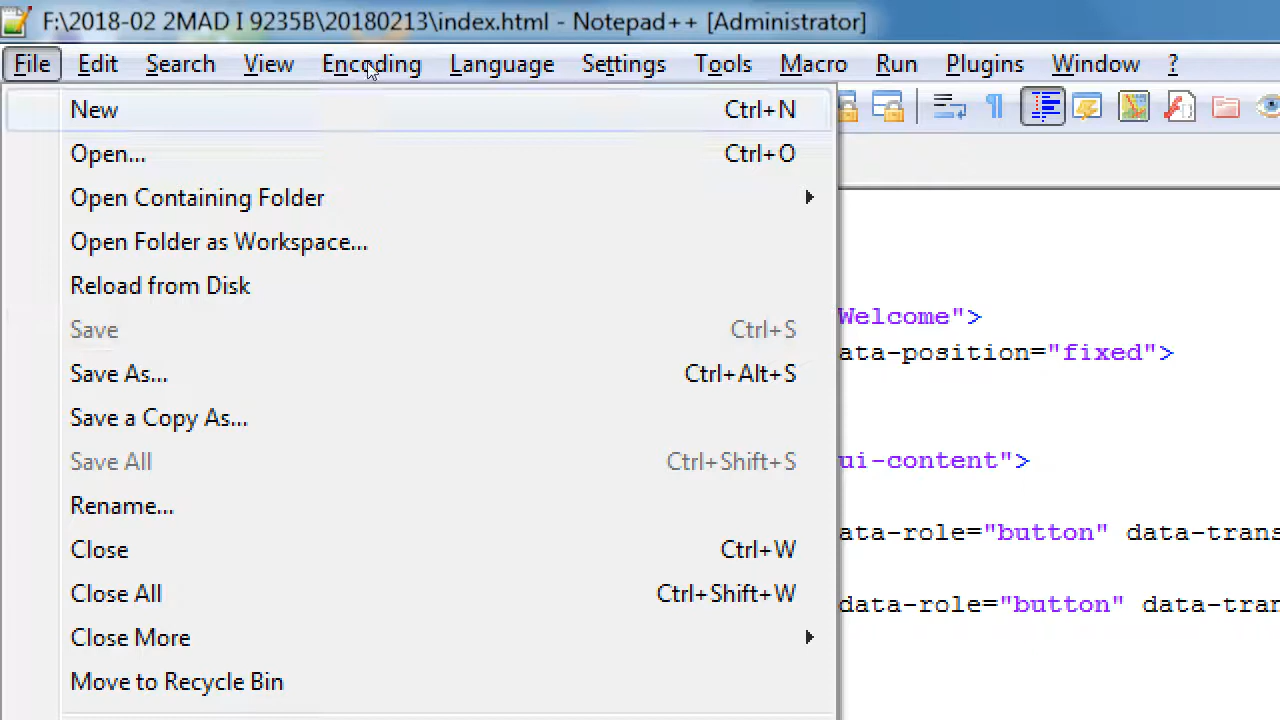 F:\2018-02 2MAD I 9235B\20180213\index.html - Notepad++ [Administrator]
File Edit Search View Encoding Language Settings Tools Macro Run Plugins Window ?
New Ctrl+N
Open... Ctrl+O
Open Containing Folder
Open Folder as Workspace...
Reload from Disk
Welcome">
Save Ctrl+S
ata-position="fixed">
Save As... Ctrl+Alt+S
Save a Copy As...
Save All Ctrl+Shift+S
ui-content">
Rename...
ata-role="button" data-trans
Close Ctrl+W
Close All Ctrl+Shift+W
data-role="button" data-tran
Close More
Move to Recycle Bin